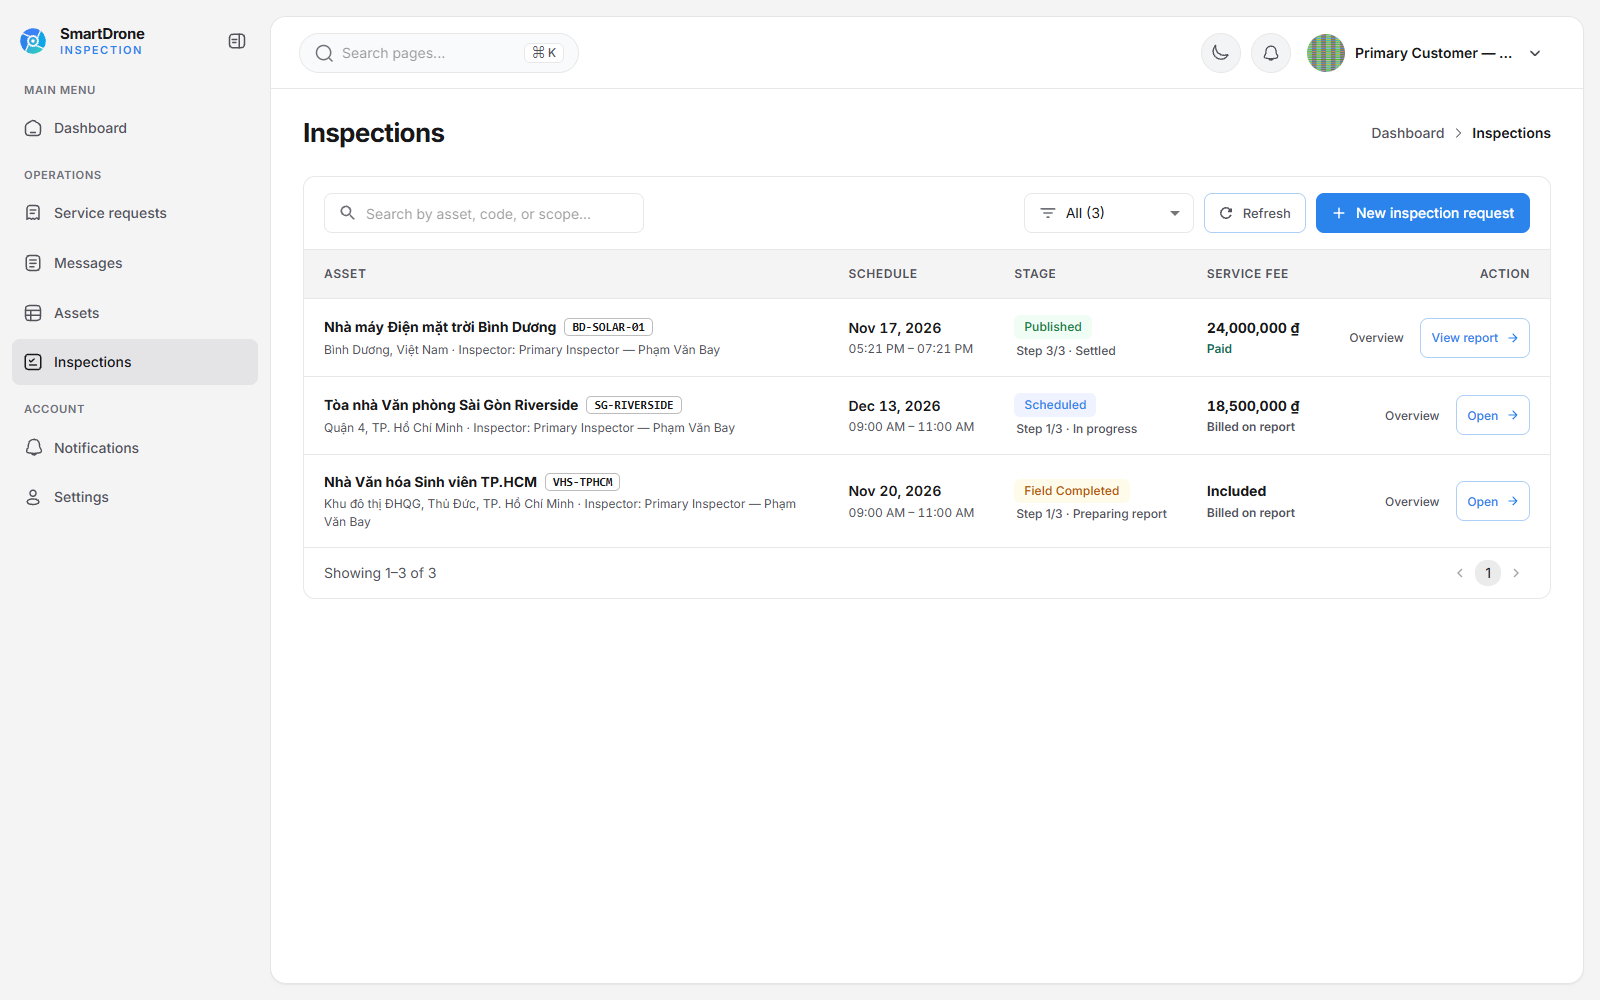 SmartDrone
INSPECTION
MAIN MENU
Dashboard
OPERATIONS
Service requests
Messages
Assets
Inspections
ACCOUNT
Notifications
Settings
Search pages...
⌘ K
Primary Customer — ...
Inspections
Dashboard > Inspections
Search by asset, code, or scope...
All (3)
Refresh
+ New inspection request
ASSET SCHEDULE STAGE SERVICE FEE ACTION
Nhà máy Điện mặt trời Bình Dương BD-SOLAR-01
Bình Dương, Việt Nam · Inspector: Primary Inspector — Phạm Văn Bay
Nov 17, 2026
05:21 PM – 07:21 PM
Published
Step 3/3 · Settled
24,000,000 ₫
Paid
Overview
View report →
Tòa nhà Văn phòng Sài Gòn Riverside SG-RIVERSIDE
Quận 4, TP. Hồ Chí Minh · Inspector: Primary Inspector — Phạm Văn Bay
Dec 13, 2026
09:00 AM – 11:00 AM
Scheduled
Step 1/3 · In progress
18,500,000 ₫
Billed on report
Overview
Open →
Nhà Văn hóa Sinh viên TP.HCM VHS-TPHCM
Khu đô thị ĐHQG, Thủ Đức, TP. Hồ Chí Minh · Inspector: Primary Inspector — Phạm
Văn Bay
Nov 20, 2026
09:00 AM – 11:00 AM
Field Completed
Step 1/3 · Preparing report
Included
Billed on report
Overview
Open →
Showing 1–3 of 3
< 1 >